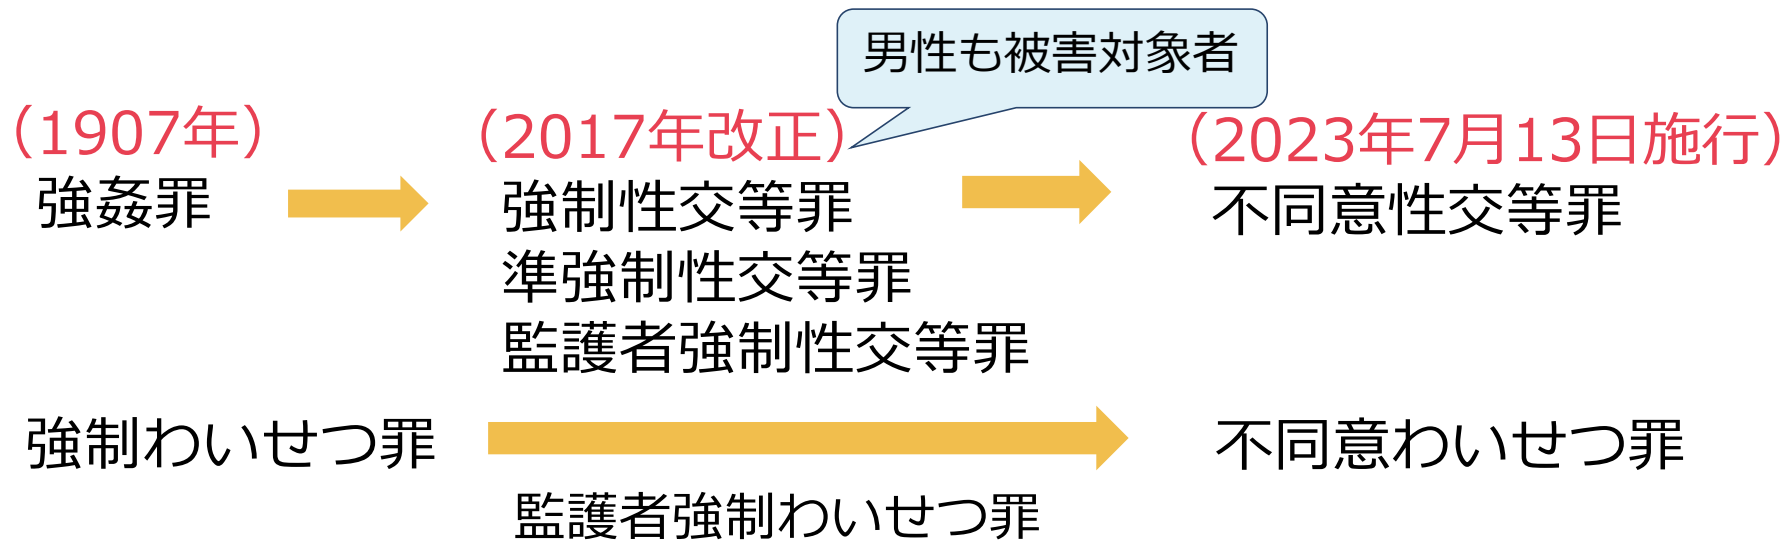 男性も被害対象者
（1907年）
強姦罪
（2017年改正）
強制性交等罪
準強制性交等罪
監護者強制性交等罪
（2023年7月13日施行）
不同意性交等罪
強制わいせつ罪
監護者強制わいせつ罪
不同意わいせつ罪